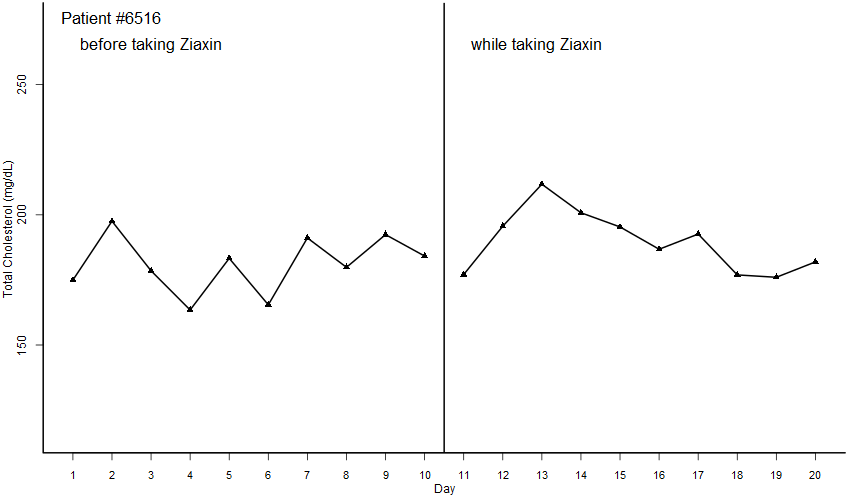 Patient #6516
before taking Ziaxin
while taking Ziaxin
250
200
150
Total Cholesterol (mg/dL)
1 2 3 4 5 6 7 8 9 10 11 12 13 14 15 16 17 18 19 20
Day